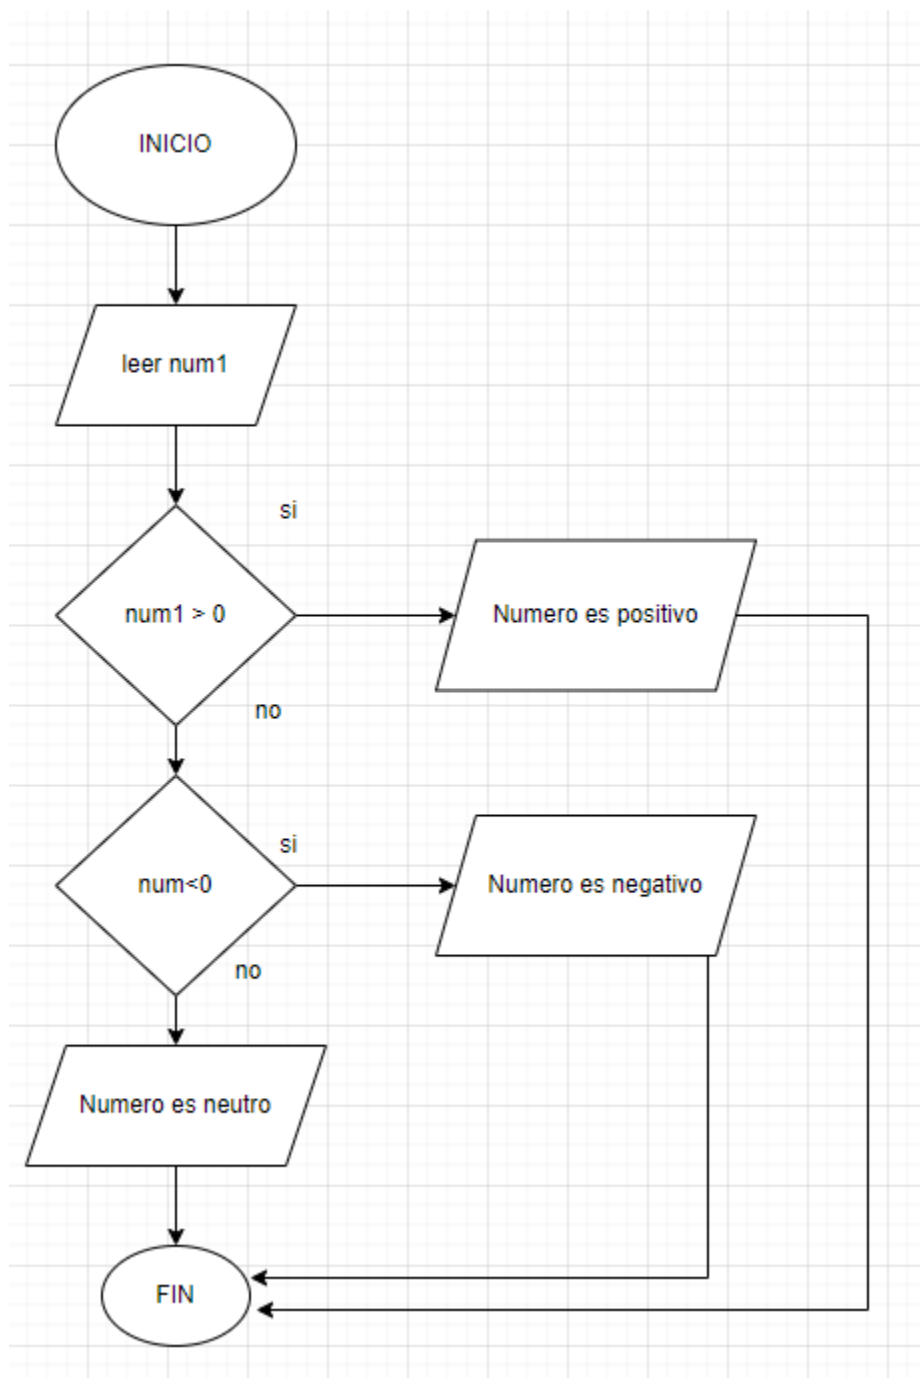 INICIO
leer num1
si
num1 > 0
Numero es positivo
no
si
num<0
Numero es negativo
no
Numero es neutro
FIN